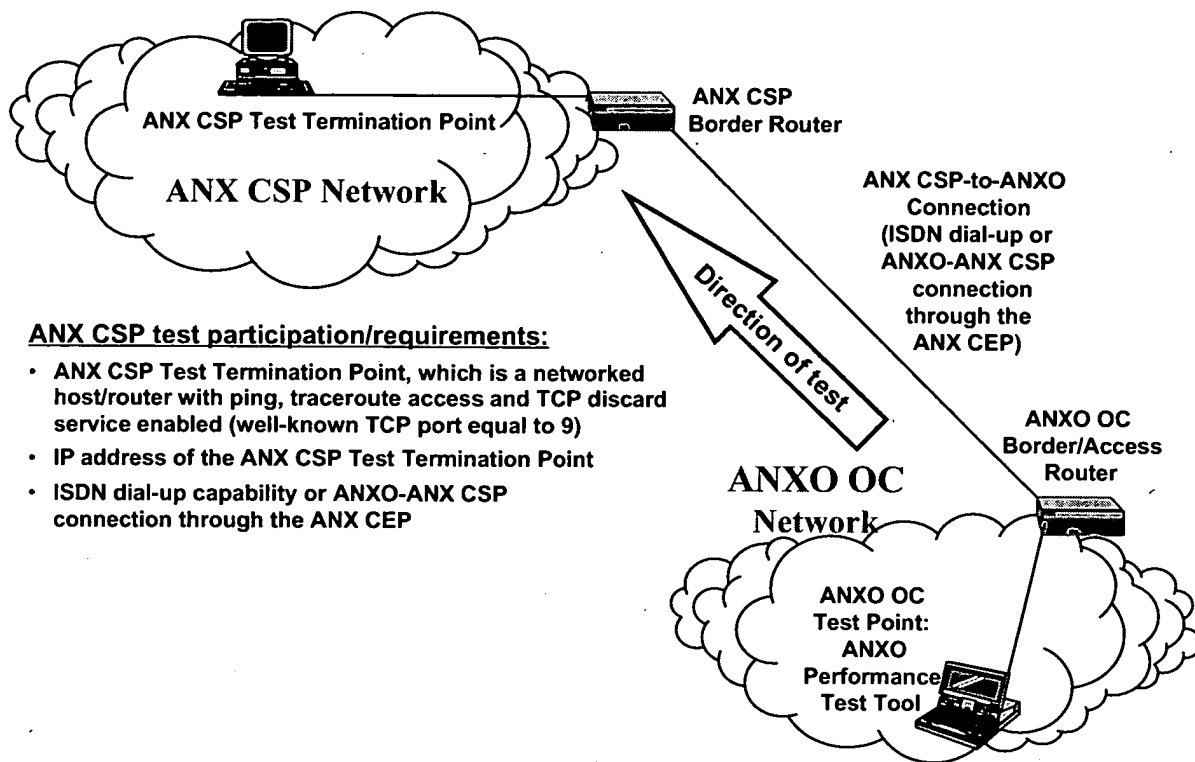 ANX CSP Test Termination Point
ANX CSP Network
ANX CSP
Border Router
ANX CSP-to-ANXO
Connection
(ISDN dial-up or
ANXO-ANX CSP
connection
through the
ANX CEP)
Direction of test
ANX CSP test participation/requirements:
• ANX CSP Test Termination Point, which is a networked
host/router with ping, traceroute access and TCP discard
service enabled (well-known TCP port equal to 9)
• IP address of the ANX CSP Test Termination Point
• ISDN dial-up capability or ANXO-ANX CSP
connection through the ANX CEP
ANXO OC
Border/Access
Router
ANXO OC
Network
ANXO OC
Test Point:
ANXO
Performance
Test Tool